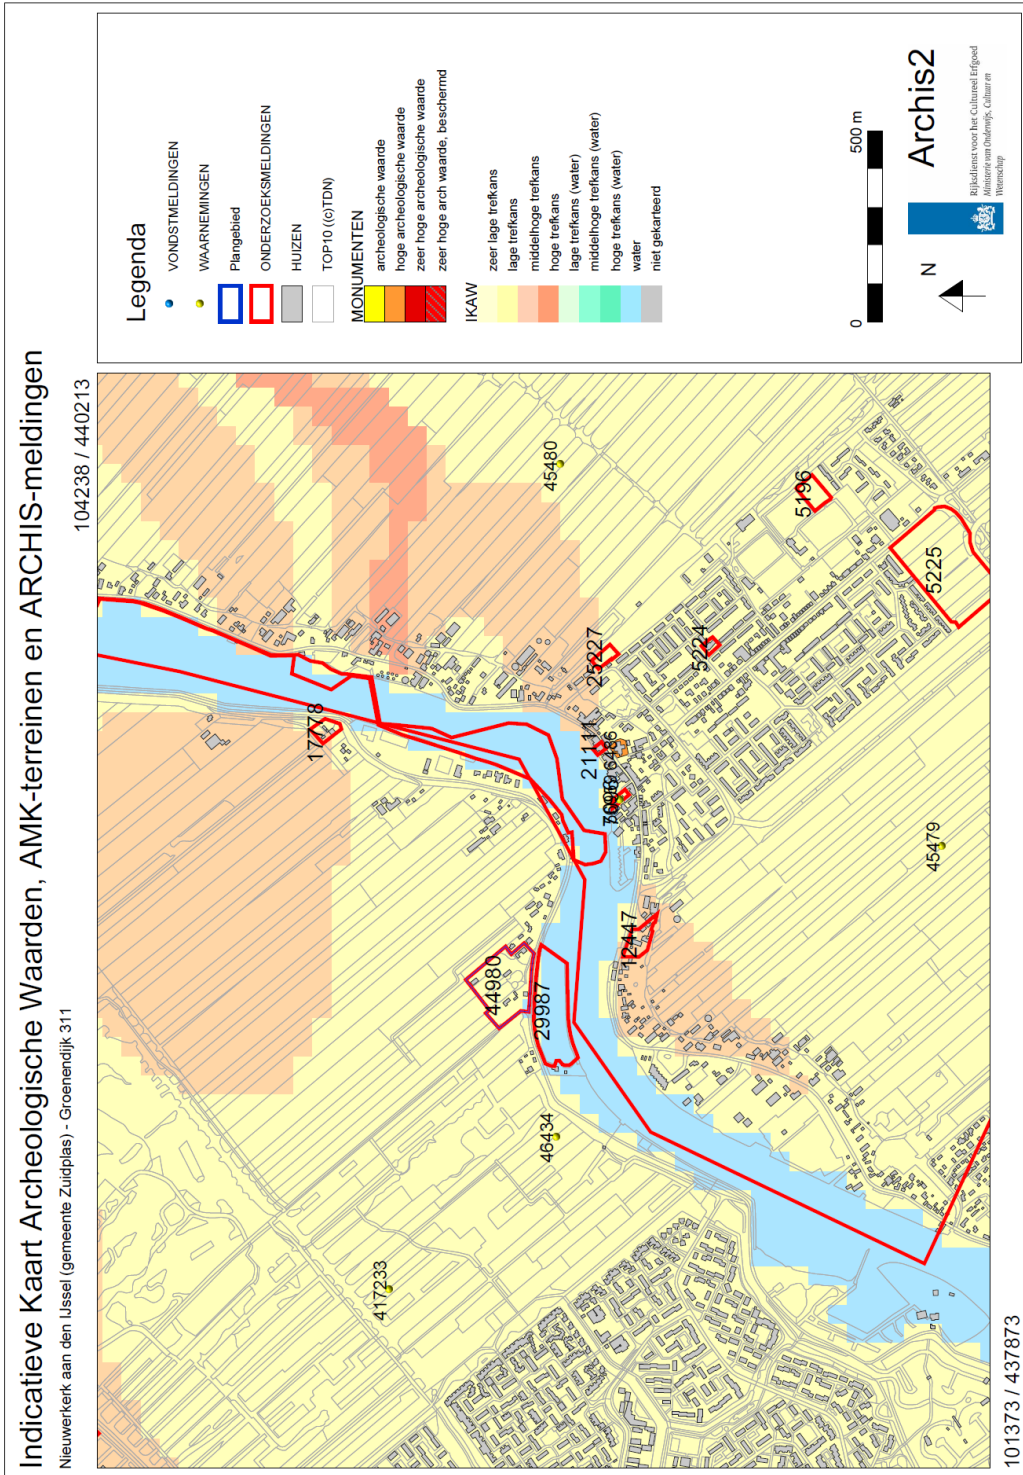 Indicatieve Kaart Archeologische Waarden, AMK-terreinen en ARCHIS-meldingen
Nieuwerkerk aan den IJssel (gemeente Zuidplas) - Groenendijk 311
104238 / 440213
17778
45480
417233
46434
44980
29987
25227
21111
16486
5196
5224
5225
12447
45479
101373 / 437873
Legenda
VONDSTMELDINGEN
WAARNEMINGEN
Plangebied
ONDERZOEKSMELDINGEN
HUIZEN
TOP10 ((c)TDN)
MONUMENTEN
archeologische waarde
hoge archeologische waarde
zeer hoge archeologische waarde
zeer hoge arch waarde, beschermd
IKAW
zeer lage trefkans
lage trefkans
middelhoge trefkans
hoge trefkans
lage trefkans (water)
middelhoge trefkans (water)
hoge trefkans (water)
water
niet gekarteerd
0
500 m
N
Archis2
Rijksdienst voor het Cultureel Erfgoed
Ministerie van Onderwijs, Cultuur en
Wetenschap